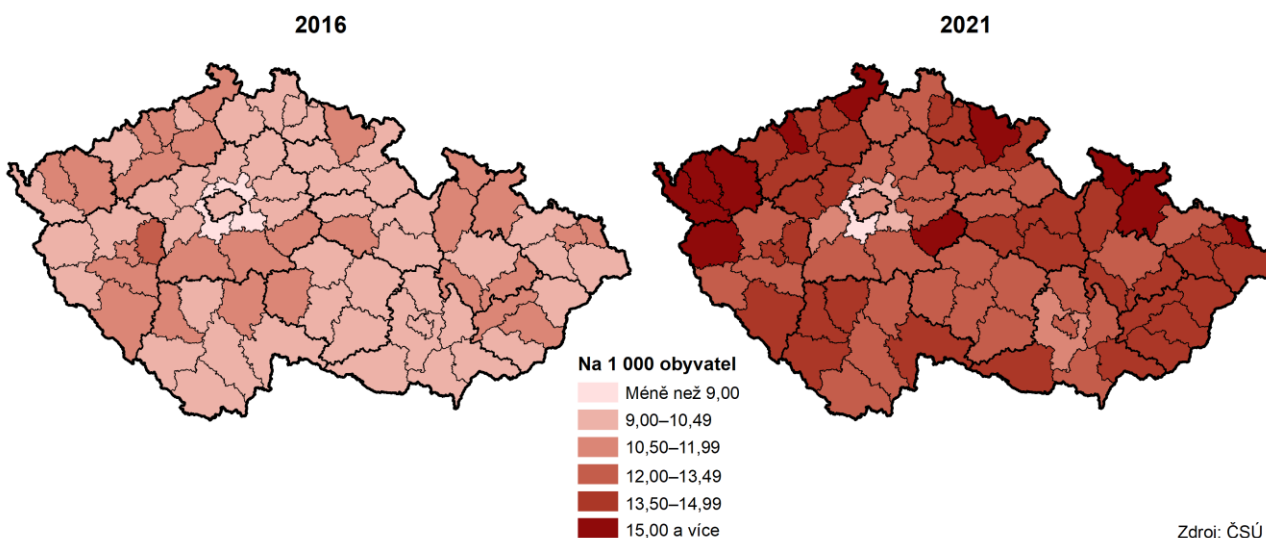 2016
2021
Na 1 000 obyvatel
Méně než 9,00
9,00–10,49
10,50–11,99
12,00–13,49
13,50–14,99
15,00 a více
Zdroj: ČSÚ